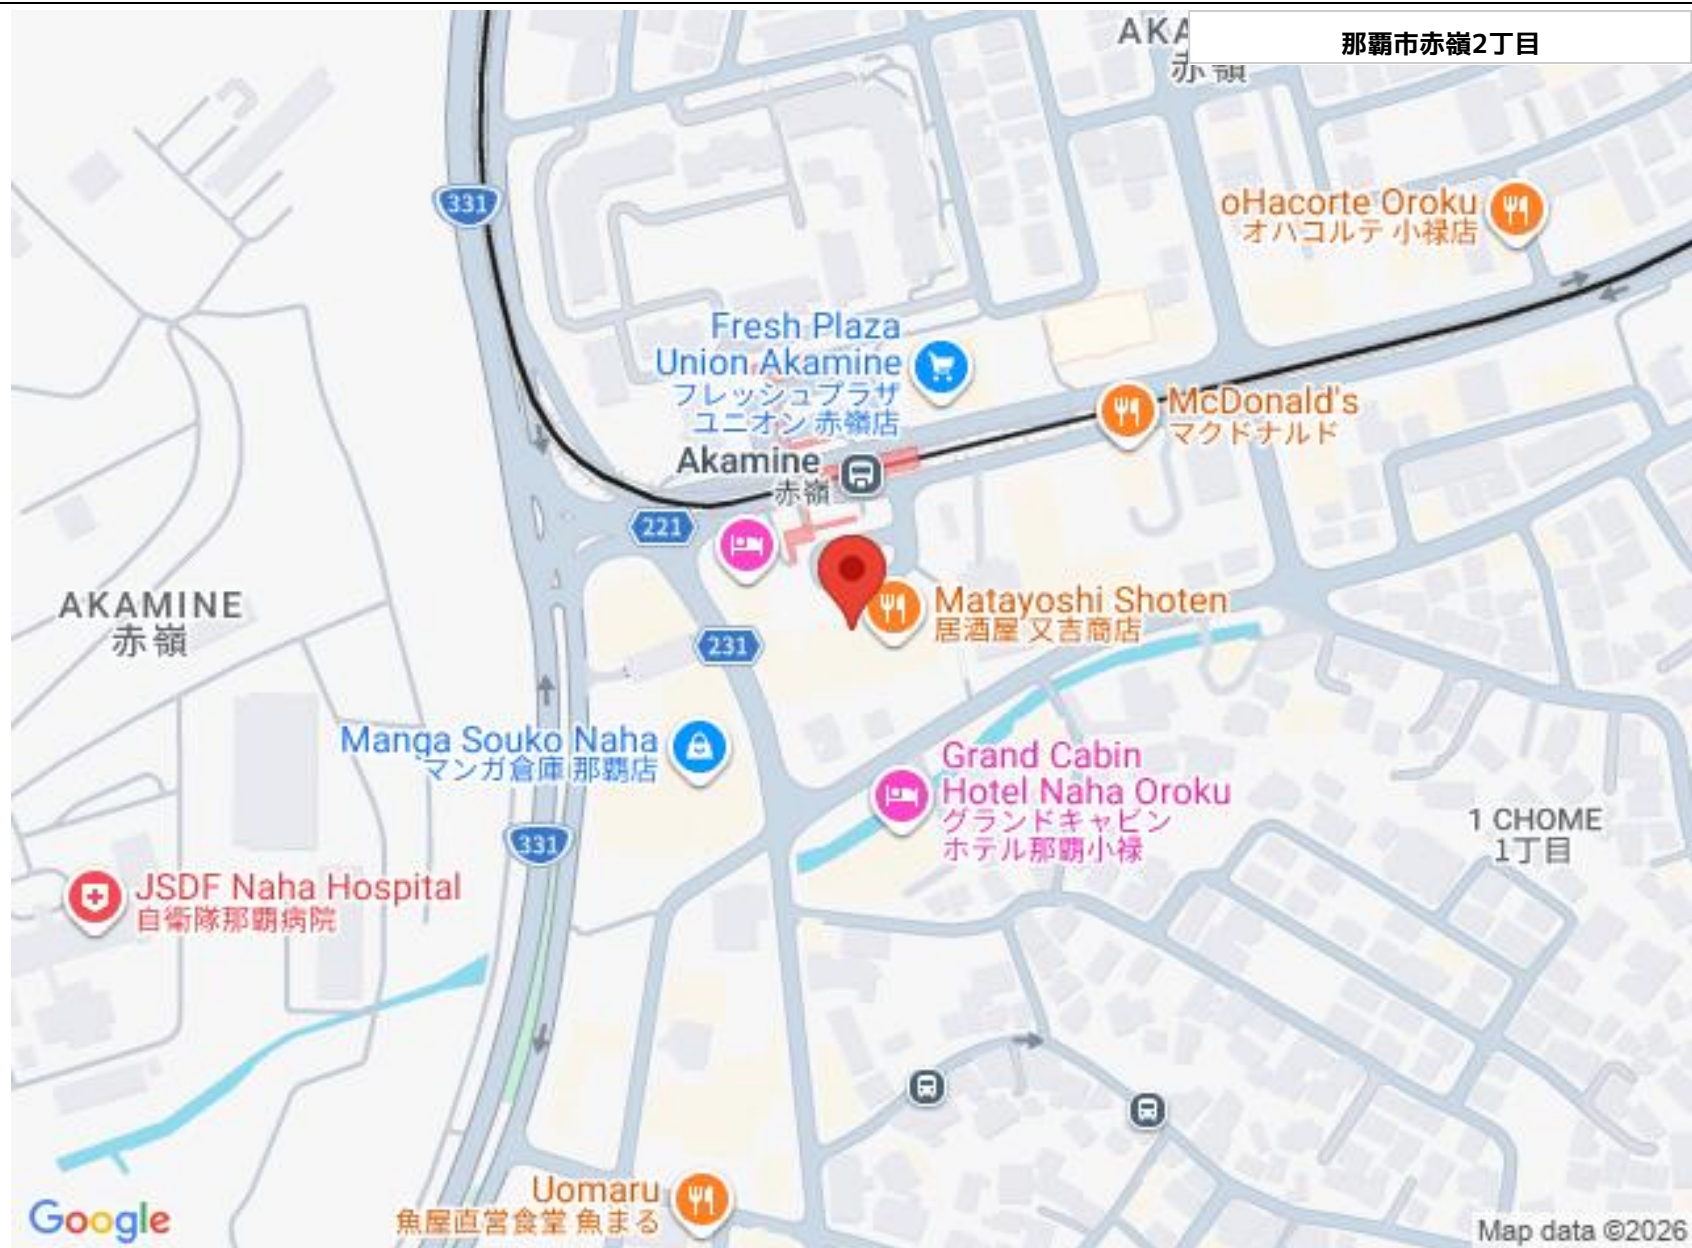 那覇市赤嶺2丁目
AKA
赤嶺
331
oHacorte Oroku
オハコルテ 小禄店
Fresh Plaza
Union Akamine
フレッシュプラザ
ユニオン 赤嶺店
McDonald's
マクドナルド
Akamine
赤嶺
221
AKAMINE
赤嶺
Matayoshi Shoten
居酒屋 又吉商店
231
Manga Souko Naha
マンガ倉庫 那覇店
Grand Cabin
Hotel Naha Oroku
グランドキャビン
ホテル那覇小禄
1 CHOME
1丁目
331
JSDF Naha Hospital
自衛隊那覇病院
Uomaru
魚屋直営食堂 魚まる
Google
Map data ©2026